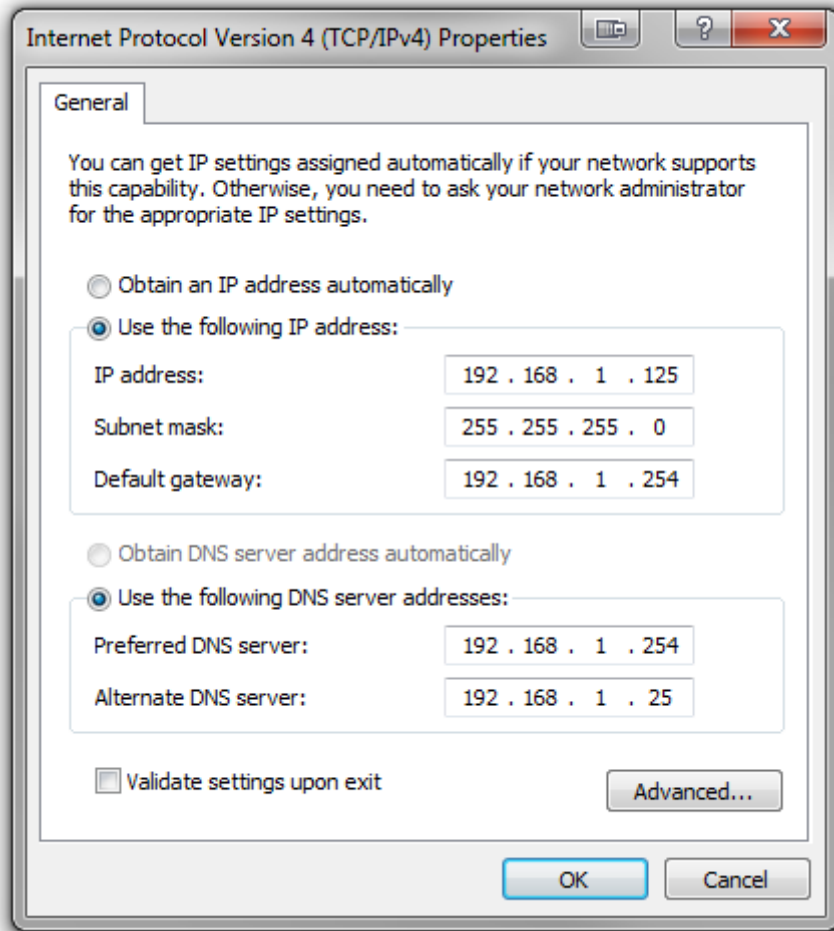 Internet Protocol Version 4 (TCP/IPv4) Properties
?
X
General
You can get IP settings assigned automatically if your network supports
this capability. Otherwise, you need to ask your network administrator
for the appropriate IP settings.
Obtain an IP address automatically
Use the following IP address:
IP address: 192 . 168 . 1 . 125
Subnet mask: 255 . 255 . 255 . 0
Default gateway: 192 . 168 . 1 . 254
Obtain DNS server address automatically
Use the following DNS server addresses:
Preferred DNS server: 192 . 168 . 1 . 254
Alternate DNS server: 192 . 168 . 1 . 25
Validate settings upon exit
Advanced...
OK Cancel